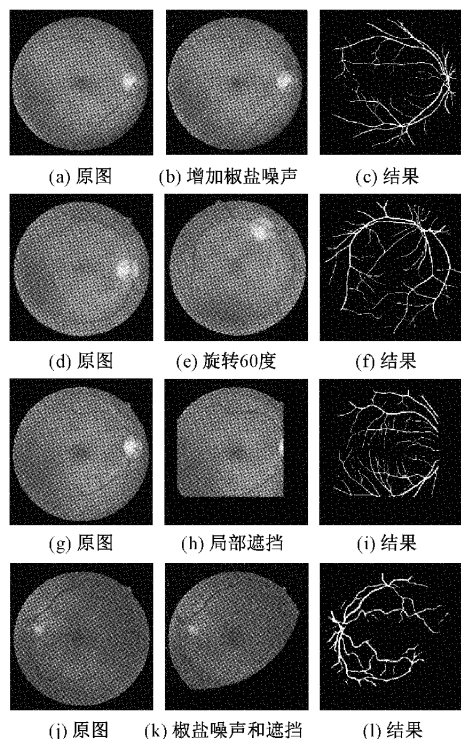 (a) 原图 (b) 增加椒盐噪声 (c) 结果
(d) 原图 (e) 旋转60度 (f) 结果
(g) 原图 (h) 局部遮挡 (i) 结果
(j) 原图 (k) 椒盐噪声和遮挡 (l) 结果